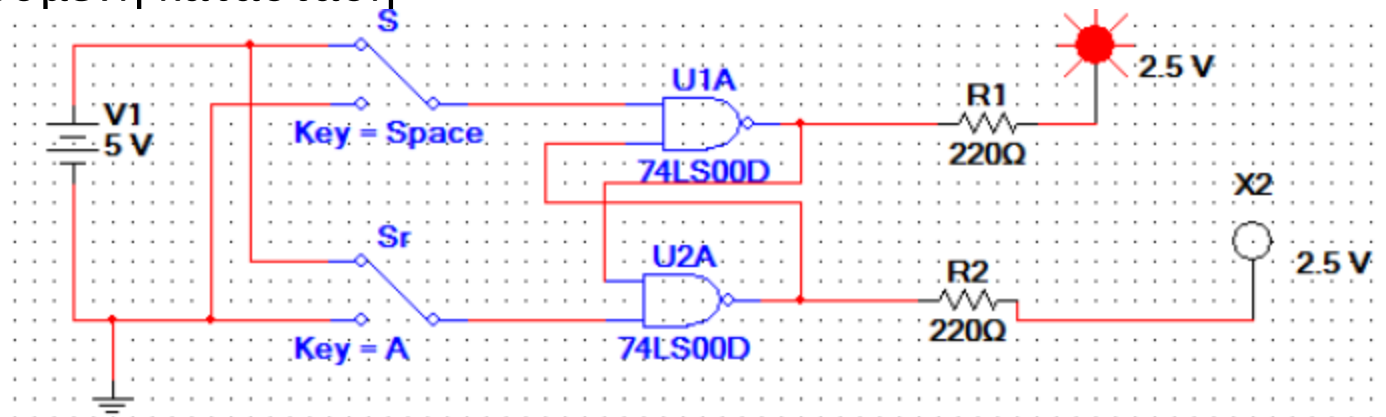 S
V1
5 V
Key = Space
U1A
74LS00D
R1
220Ω
2.5 V
X2
2.5 V
Sr
Key = A
U2A
74LS00D
R2
220Ω